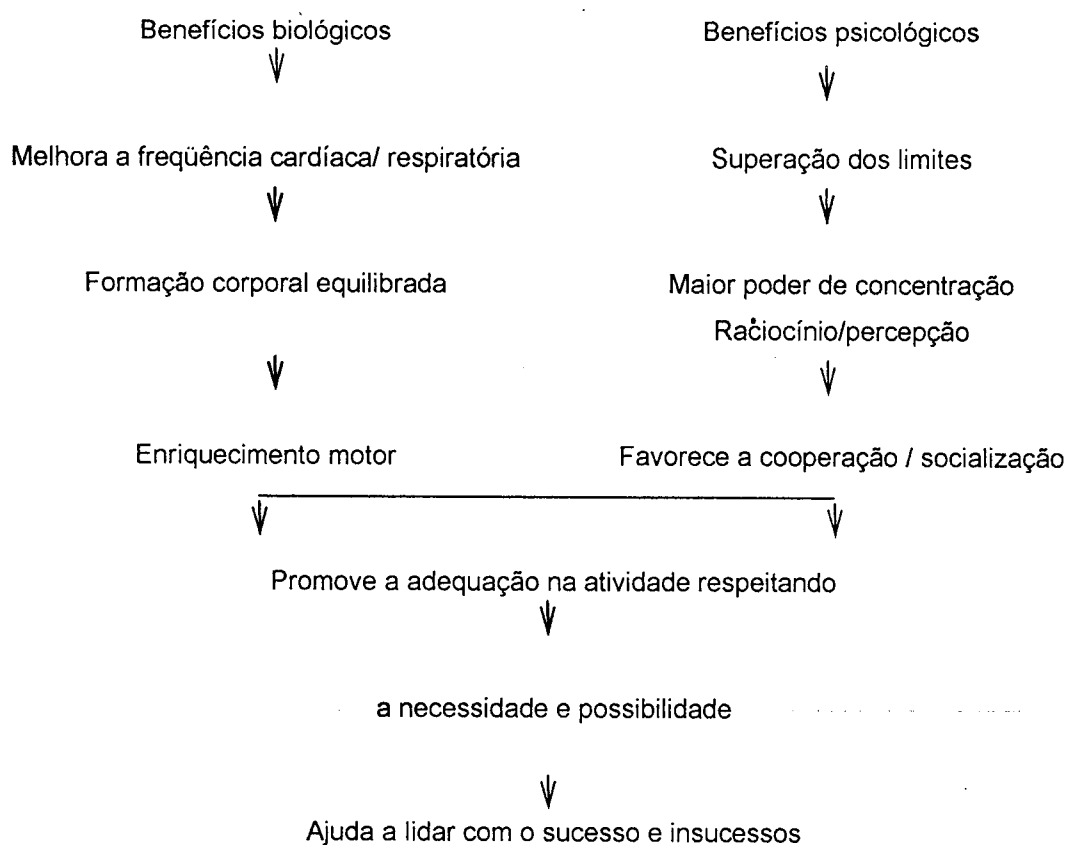 Benefícios biológicos
Benefícios psicológicos
Melhora a freqüência cardíaca/ respiratória
Superação dos limites
Formação corporal equilibrada
Maior poder de concentração
Raciocínio/percepção
Enriquecimento motor
Favorece a cooperação / socialização
Promove a adequação na atividade respeitando
a necessidade e possibilidade
Ajuda a lidar com o sucesso e insucessos